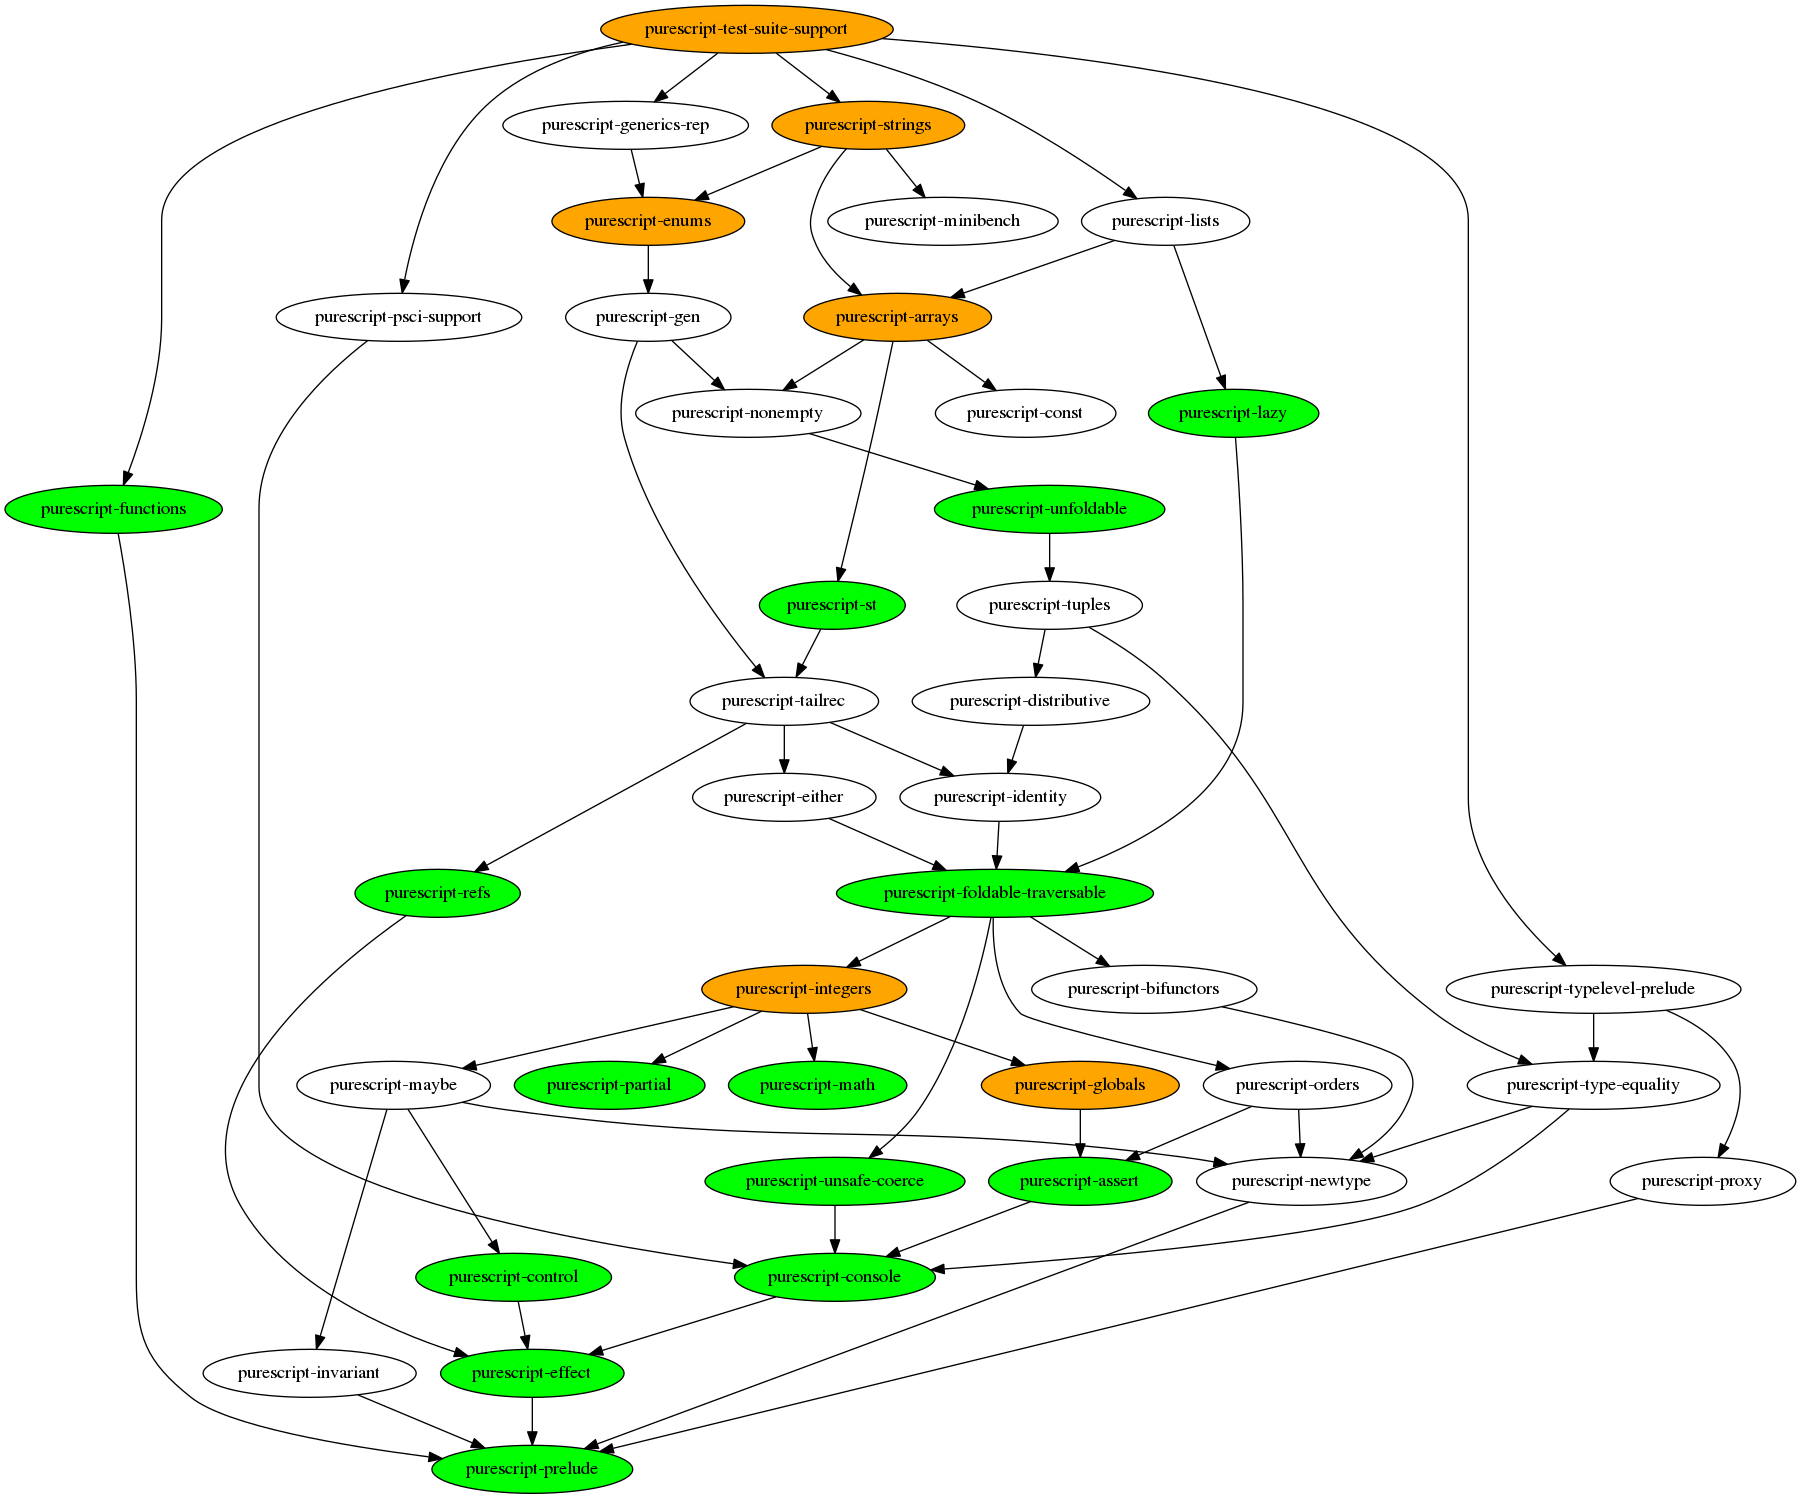 purescript-test-suite-support
purescript-generics-rep
purescript-strings
purescript-enums
purescript-minibench
purescript-lists
purescript-psci-support
purescript-gen
purescript-arrays
purescript-nonempty
purescript-const
purescript-lazy
purescript-functions
purescript-unfoldable
purescript-st
purescript-tuples
purescript-tailrec
purescript-distributive
purescript-either
purescript-identity
purescript-refs
purescript-foldable-traversable
purescript-integers
purescript-bifunctors
purescript-typelevel-prelude
purescript-maybe
purescript-partial
purescript-math
purescript-globals
purescript-orders
purescript-type-equality
purescript-unsafe-coerce
purescript-assert
purescript-newtype
purescript-proxy
purescript-control
purescript-console
purescript-invariant
purescript-effect
purescript-prelude